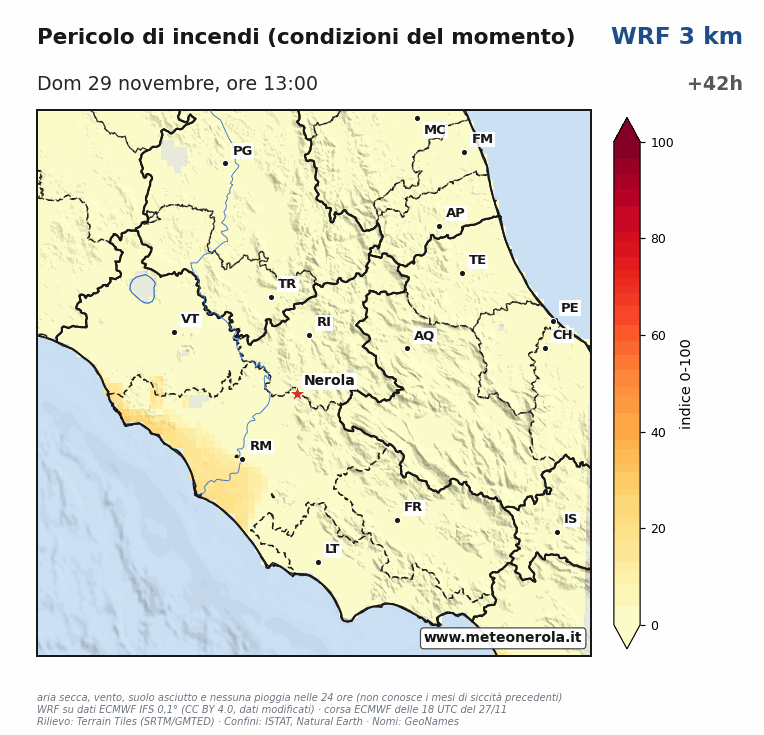 Pericolo di incendi (condizioni del momento) WRF 3 km
Dom 29 novembre, ore 13:00 +42h
MC
FM
PG
AP
TE
TR
PE
VT
RI
AQ
CH
Nerola
RM
FR
IS
LT
www.meteonerola.it
100
80
60
40
20
0
indice 0-100
aria secca, vento, suolo asciutto e nessuna pioggia nelle 24 ore (non conosce i mesi di siccità precedenti)
WRF su dati ECMWF IFS 0,1° (CC BY 4.0, dati modificati) · corsa ECMWF delle 18 UTC del 27/11
Rilievo: Terrain Tiles (SRTM/GMTED) · Confini: ISTAT, Natural Earth · Nomi: GeoNames